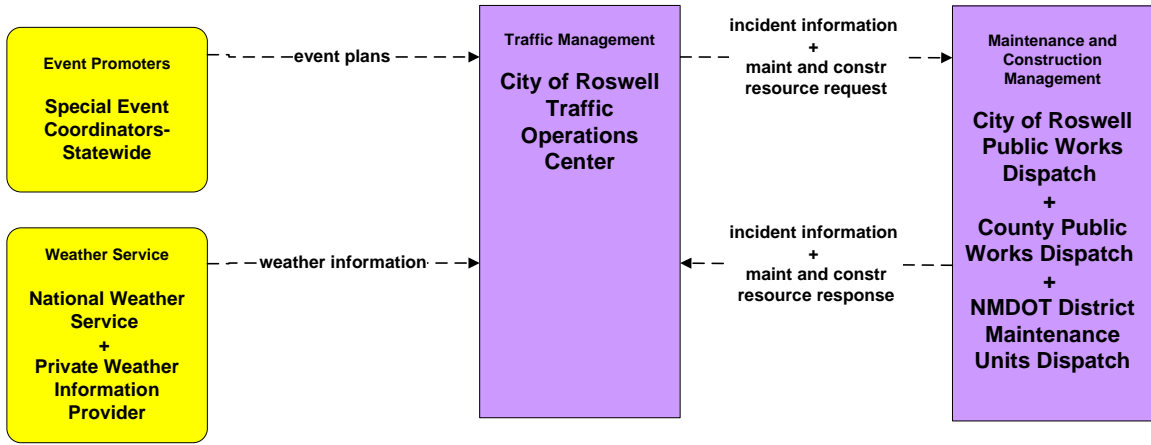 Event Promoters
Special Event
Coordinators-
Statewide
event plans
Weather Service
National Weather
Service
+
Private Weather
Information
Provider
weather information
Traffic Management
City of Roswell
Traffic
Operations
Center
incident information
+
maint and constr
resource request
incident information
+
maint and constr
resource response
Maintenance and
Construction
Management
City of Roswell
Public Works
Dispatch
+
County Public
Works Dispatch
+
NMDOT District
Maintenance
Units Dispatch